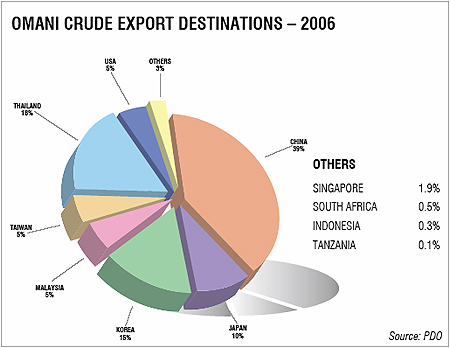 OMANI CRUDE EXPORT DESTINATIONS – 2006
USA
5%
OTHERS
3%
THAILAND
18%
CHINA
39%
OTHERS
SINGAPORE 1.9%
SOUTH AFRICA 0.5%
INDONESIA 0.3%
TANZANIA 0.1%
TAIWAN
5%
MALAYSIA
5%
KOREA
15%
JAPAN
10%
Source: PDO